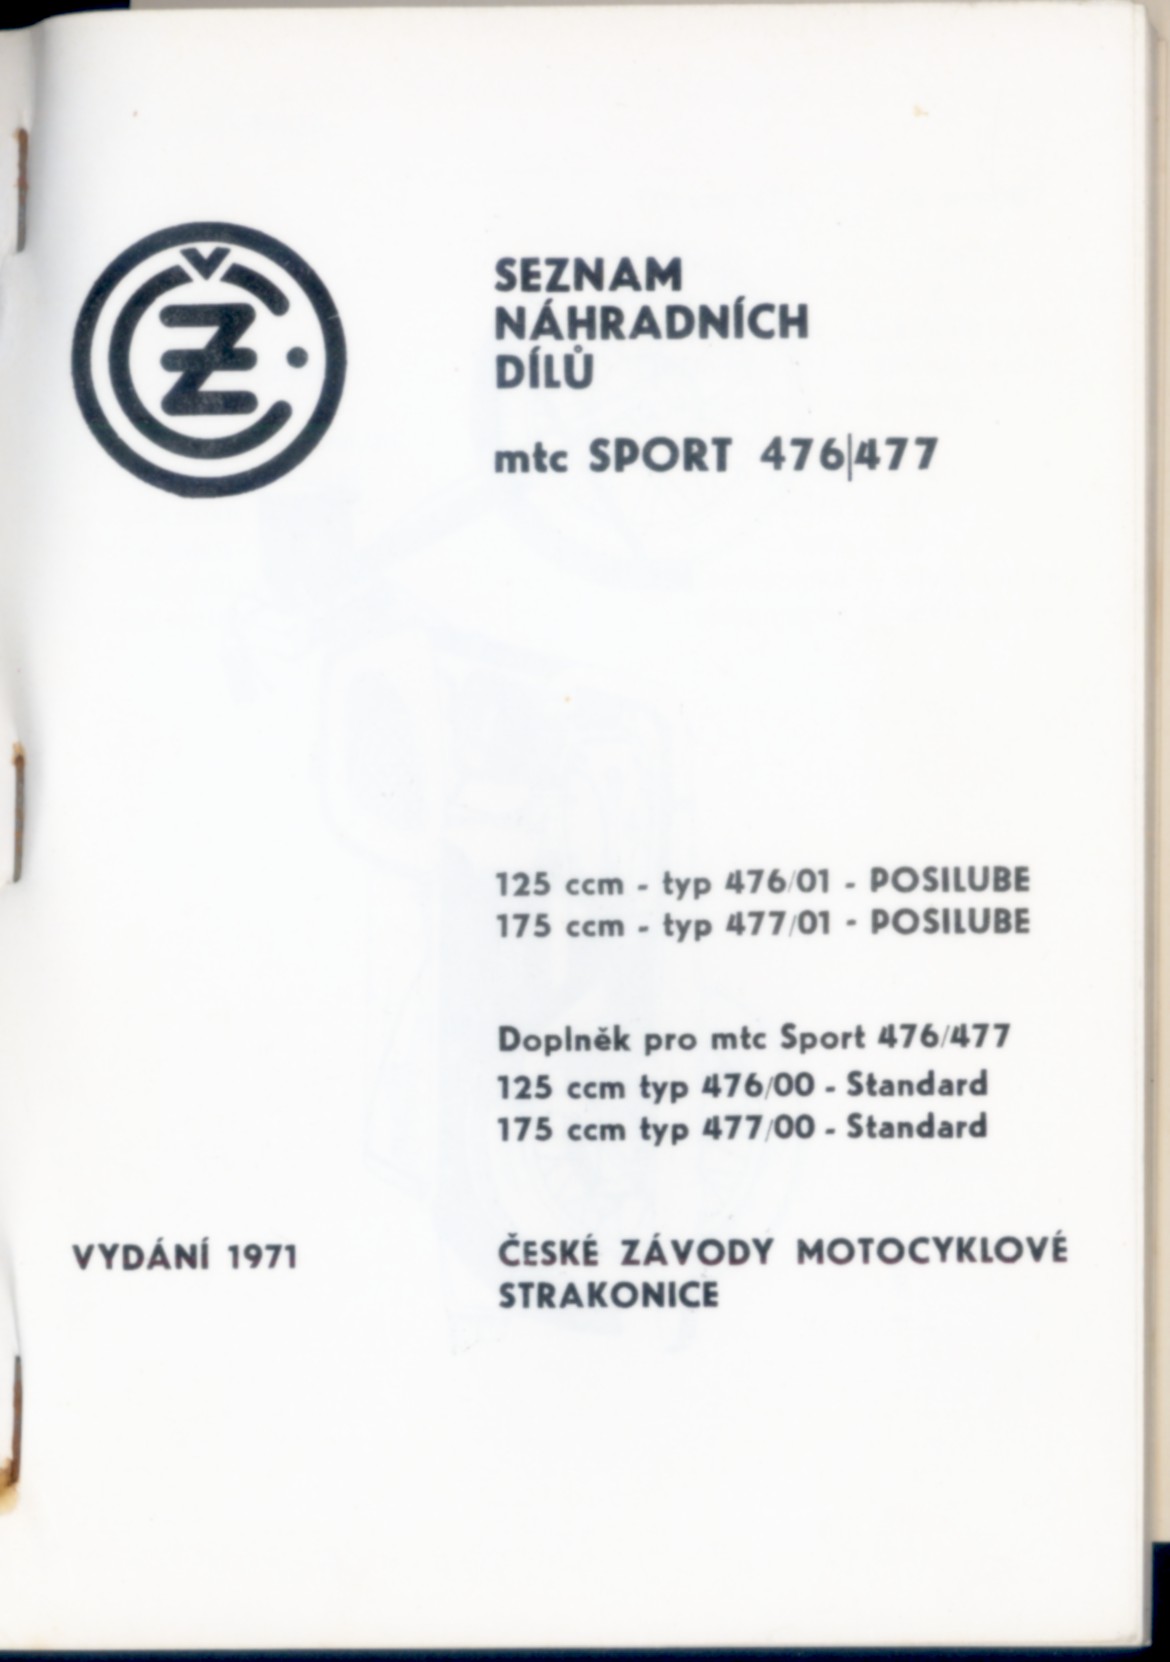 ČZ
SEZNAM
NÁHRADNÍCH
DÍLŮ
mtc SPORT 476|477
125 ccm - typ 476/01 - POSILUBE
175 ccm - typ 477/01 - POSILUBE
Doplněk pro mtc Sport 476/477
125 ccm typ 476/00 - Standard
175 ccm typ 477/00 - Standard
VYDÁNÍ 1971
ČESKÉ ZÁVODY MOTOCYKLOVÉ
STRAKONICE